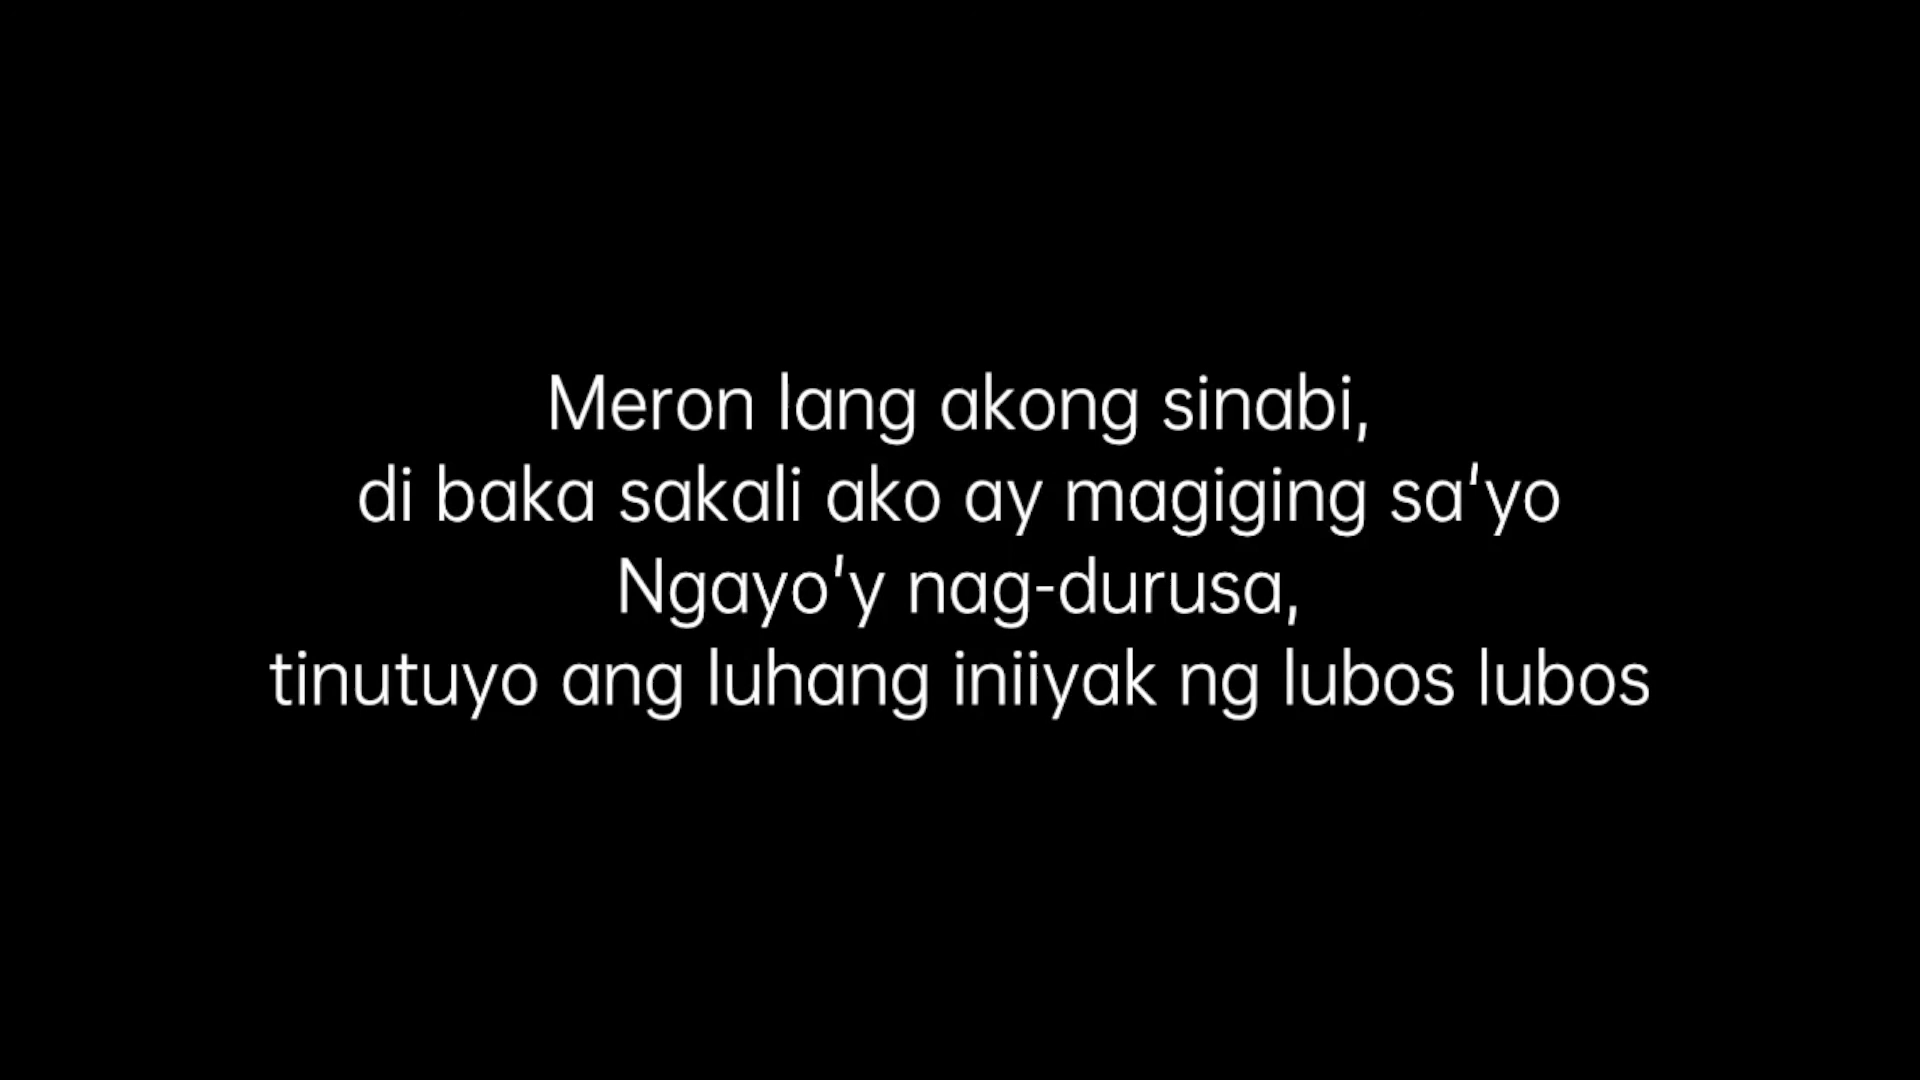 Meron lang akong sinabi,
di baka sakali ako ay magiging sa'yo
Ngayo'y nag-durusa,
tinutuyo ang luhang iniiyak ng lubos lubos